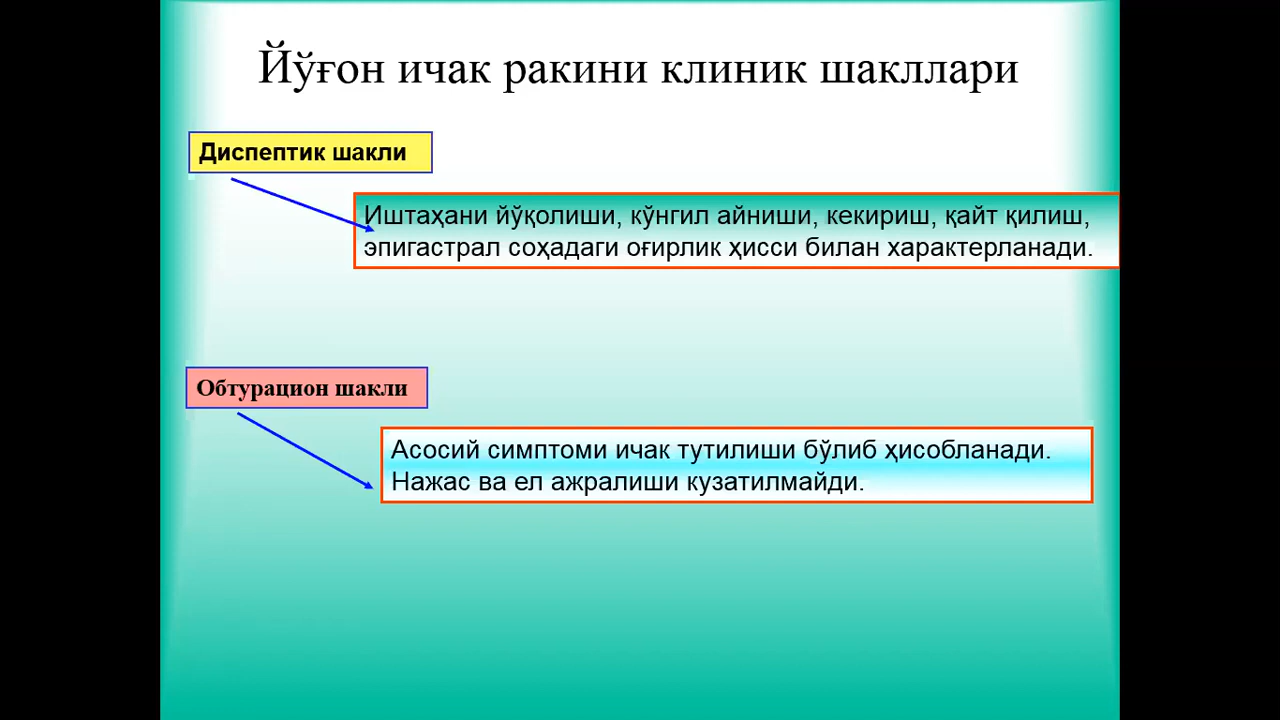 Йўғон ичак ракини клиник шакллари
Диспептик шакли
Иштаҳани йўқолиши, кўнгил айниши, кекириш, қайт қилиш,
эпигастрал соҳадаги оғирлик ҳисси билан характерланади.
Обтурацион шакли
Асосий симптоми ичак тутилиши бўлиб ҳисобланади.
Нажас ва ел ажралиши кузатилмайди.